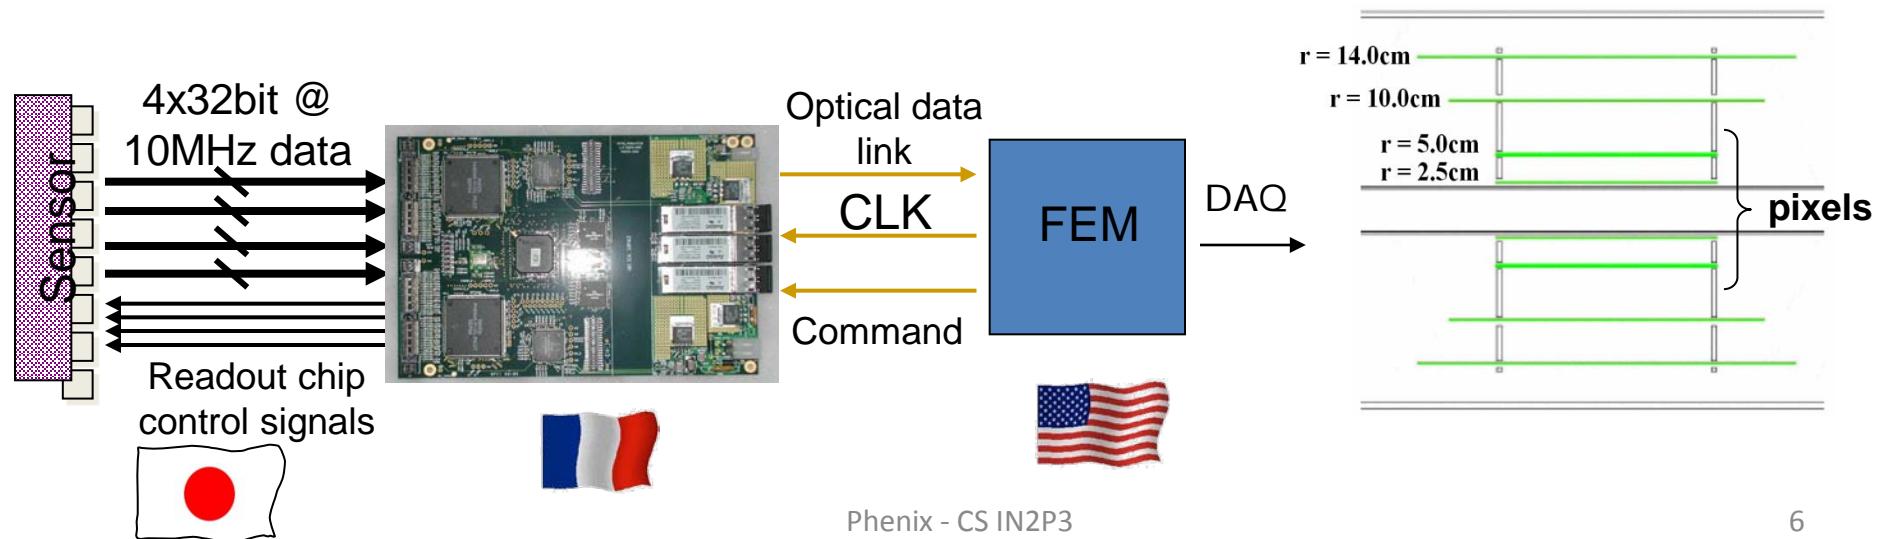 Sensor
4x32bit @
10MHz data
Readout chip
control signals
Optical data
link
CLK
Command
FEM
DAQ
r = 14.0cm
r = 10.0cm
r = 5.0cm
r = 2.5cm
pixels
Phenix - CS IN2P3
6